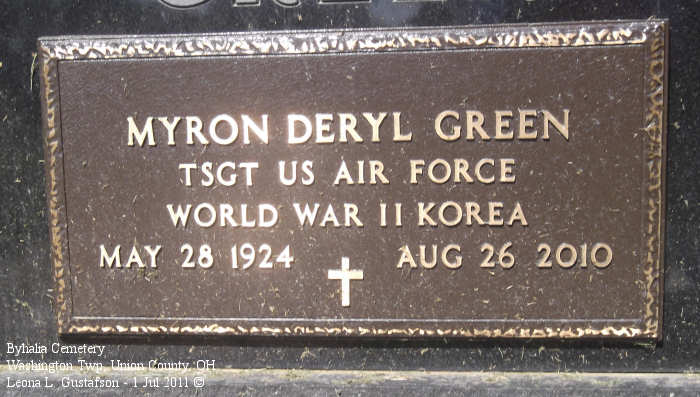 MYRON DERYL GREEN
TSGT US AIR FORCE
WORLD WAR II KOREA
MAY 28 1924 AUG 26 2010
Byhalia Cemetery
Washington Twp, Union County, OH
Leona L. Gustafson - 1 Jul 2011 ©